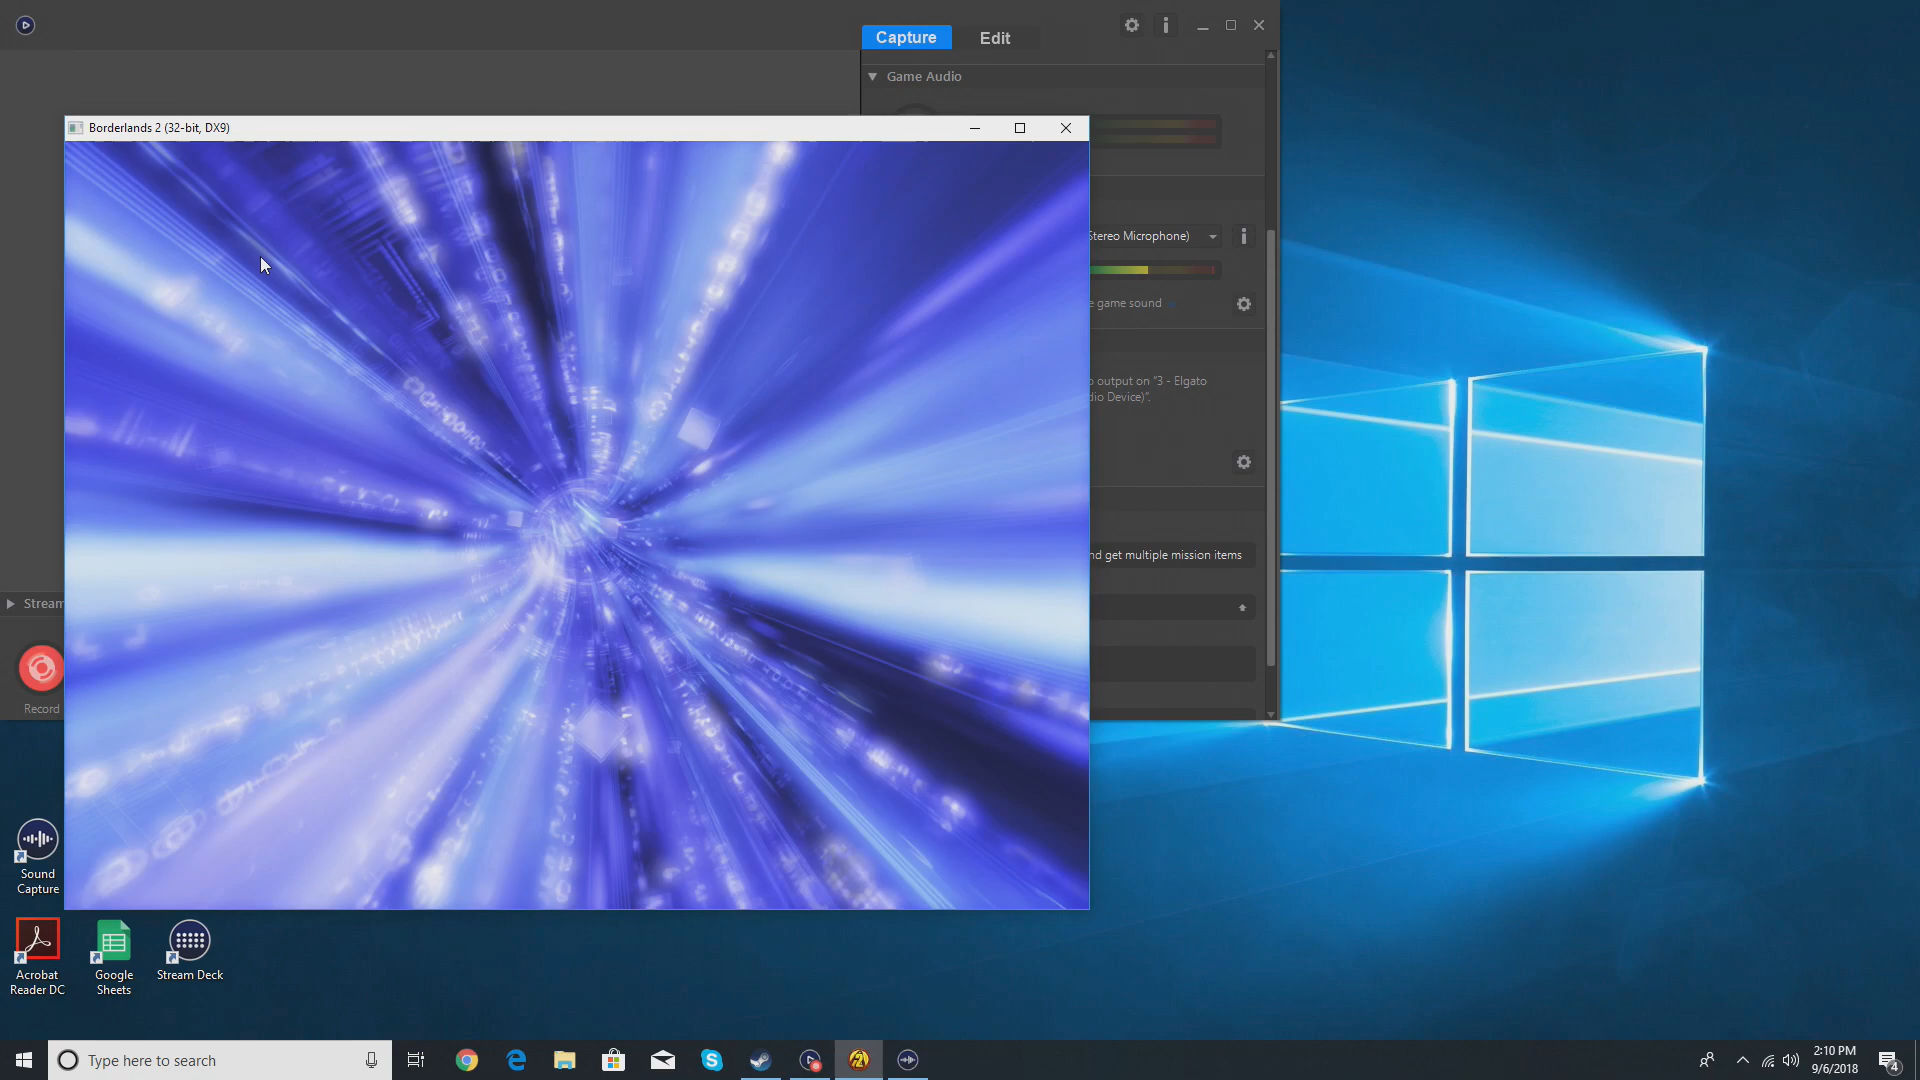 Capture
Edit
Game Audio
Borderlands 2 (32-bit, DX9)
Stereo Microphone)
e game sound
output on "3 - Elgato
dio Device)".
nd get multiple mission items
Stream
Record
Sound
Capture
Acrobat
Reader DC
Google
Sheets
Stream Deck
Type here to search
2:10 PM
9/6/2018
4